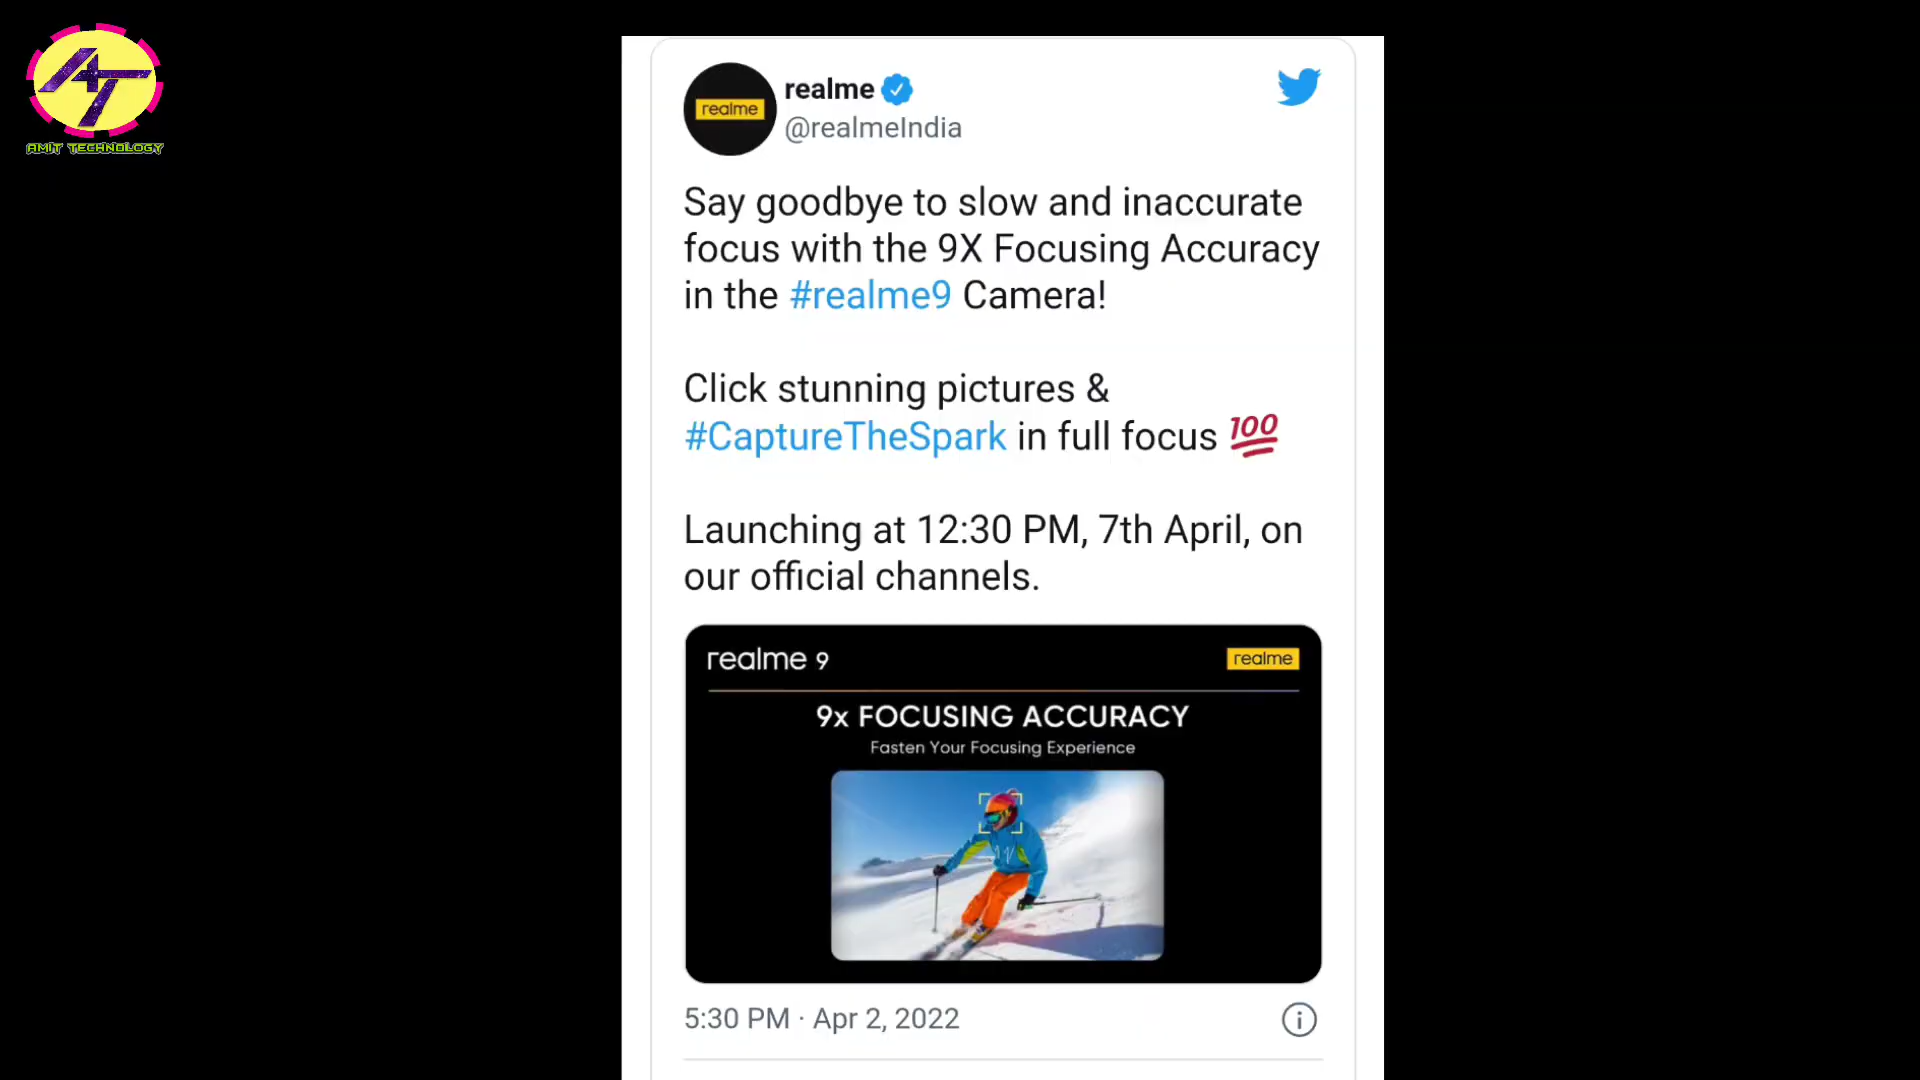 AT
AMIT TECHNOLOGY
realme
realme
@realmeIndia
Say goodbye to slow and inaccurate
focus with the 9X Focusing Accuracy
in the #realme9 Camera!
Click stunning pictures &
#CaptureTheSpark in full focus 💯
Launching at 12:30 PM, 7th April, on
our official channels.
realme 9
realme
9x FOCUSING ACCURACY
Fasten Your Focusing Experience
5:30 PM · Apr 2, 2022